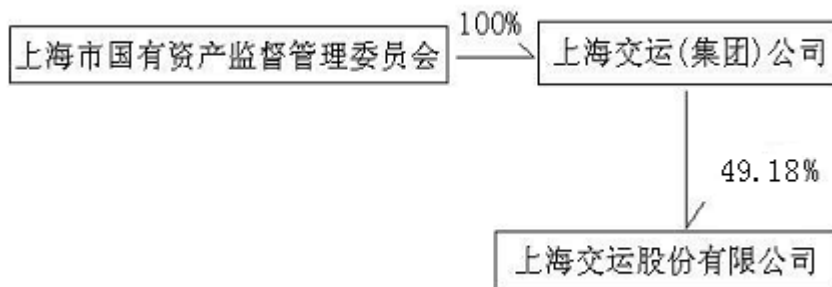 上海市国有资产监督管理委员会
100%
上海交运(集团)公司
49.18%
上海交运股份有限公司